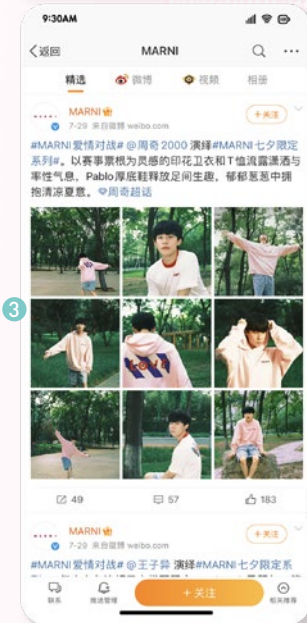 9:30AM
返回 MARNI
精选 微博 视频 相册
MARNI
+关注
7-29 来自微博 weibo.com
#MARNI爱情对战# @周奇2000 演绎#MARNI七夕限定
系列#。以赛事票根为灵感的印花卫衣和T恤流露潇洒与
率性气息，Pablo厚底鞋释放足间生趣，郁郁葱葱中拥
抱清凉夏意。周奇超话
3
49 57 183
MARNI
+关注
7-29 来自微博 weibo.com
#MARNI爱情对战# @王子异 演绎#MARNI七夕限定系
联系 推送管理 +关注 相关推荐